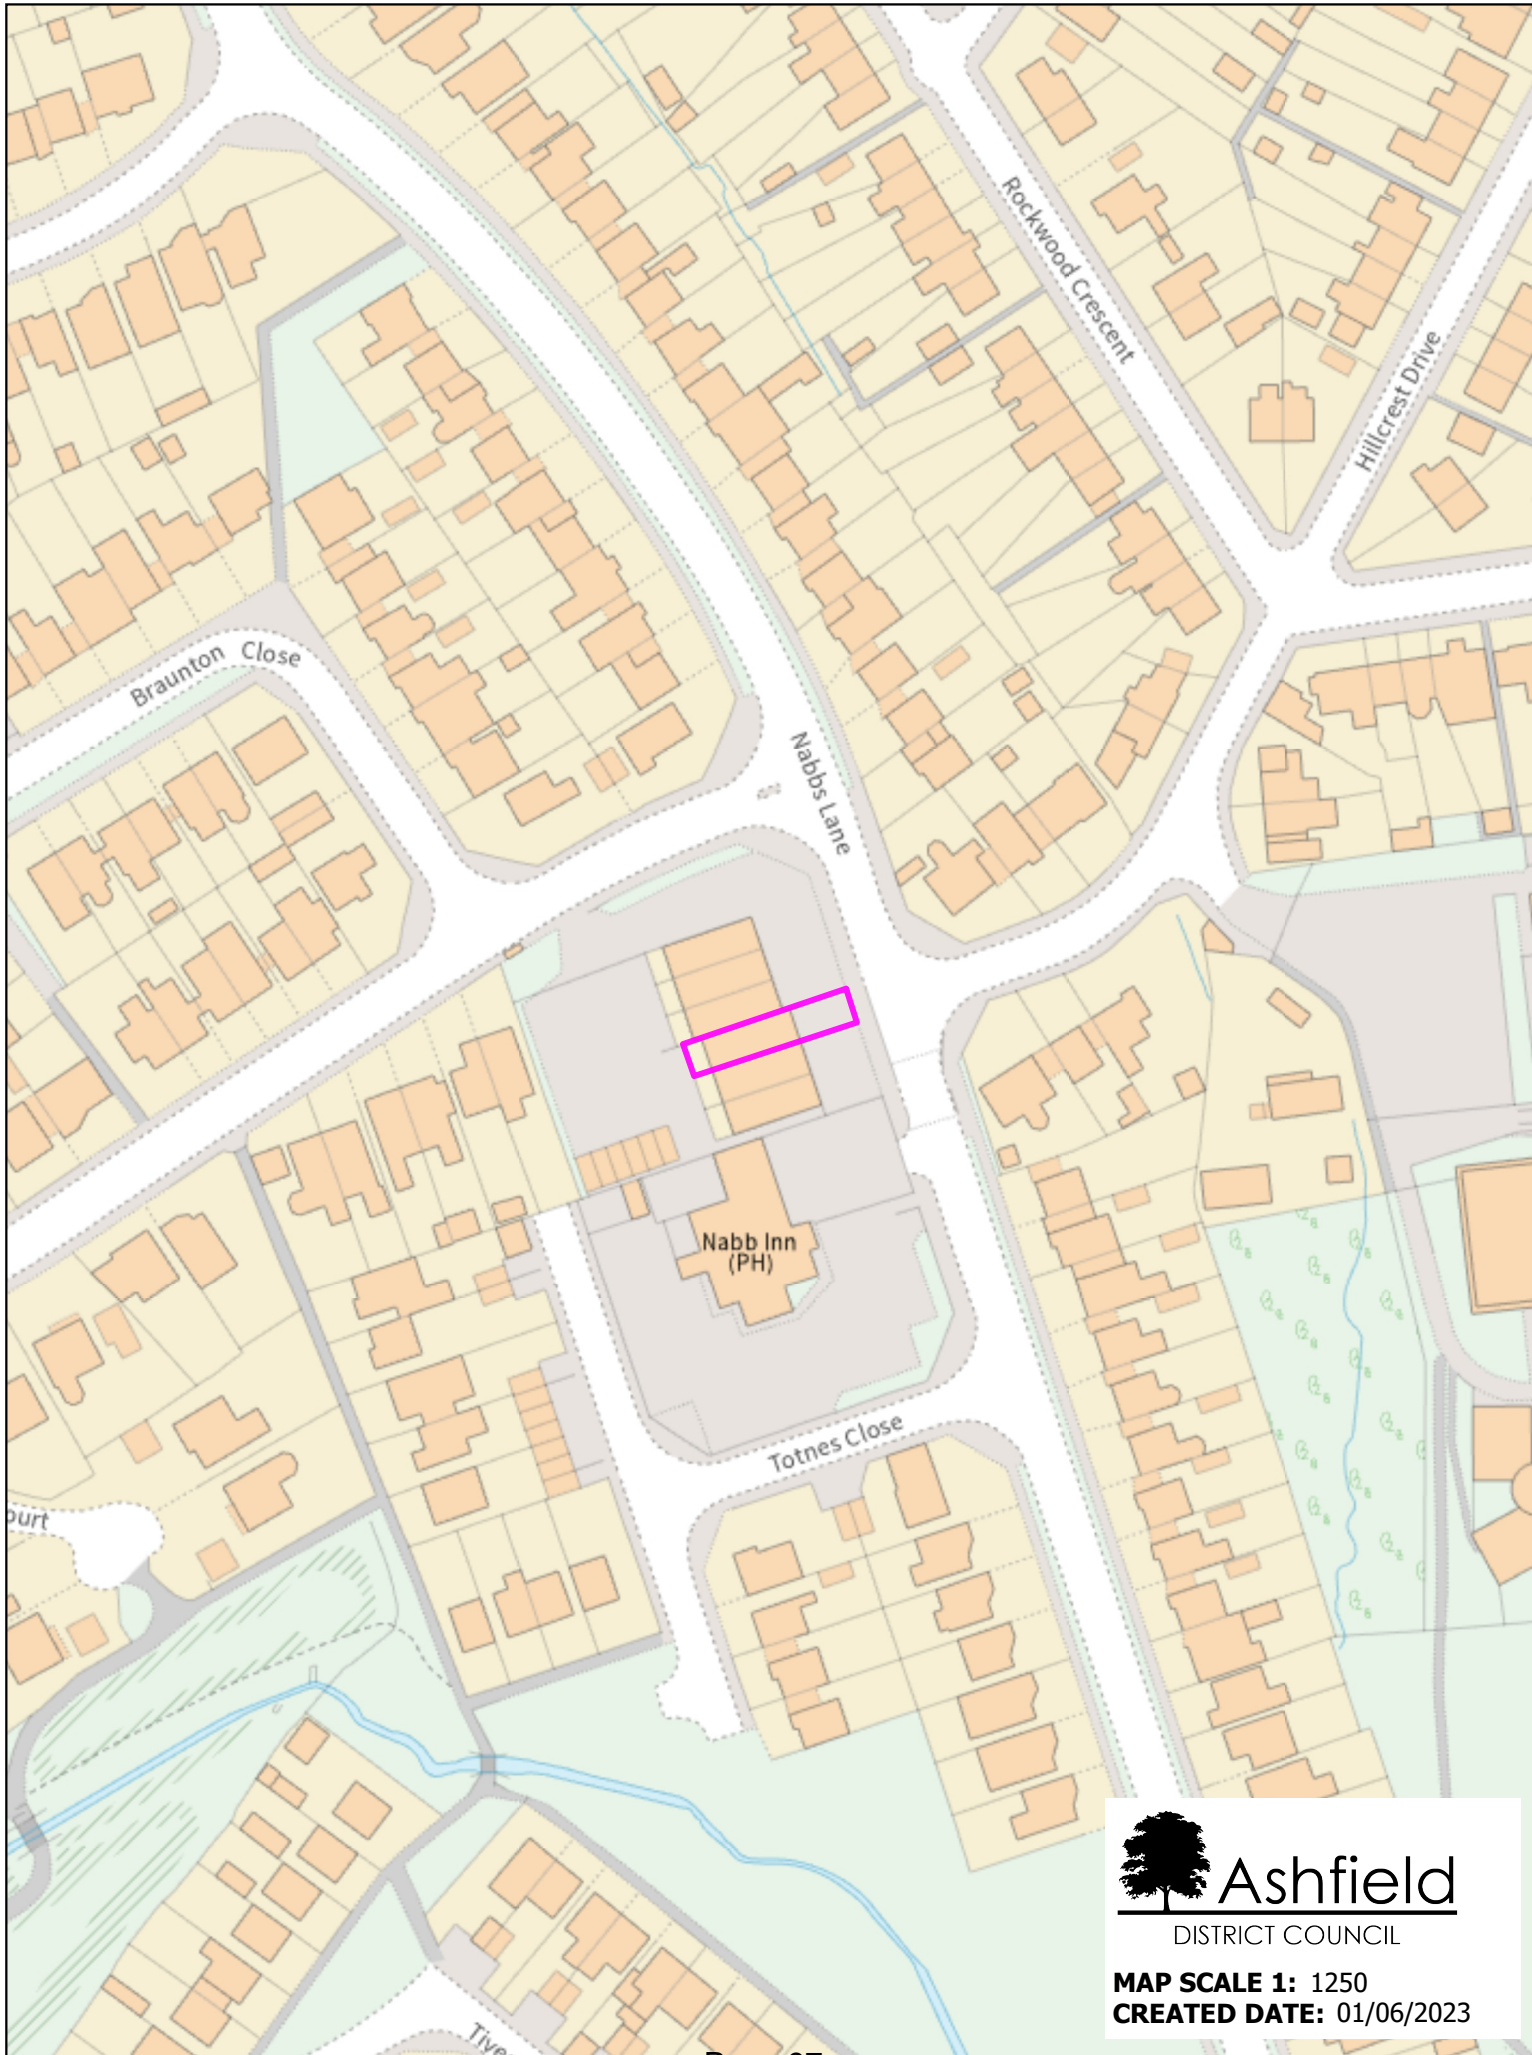 Rockwood Crescent
Hillcrest Drive
Braunton Close
Nabbs Lane
Nabb Inn
(PH)
Totnes Close
Ashfield
DISTRICT COUNCIL
MAP SCALE 1: 1250
CREATED DATE: 01/06/2023